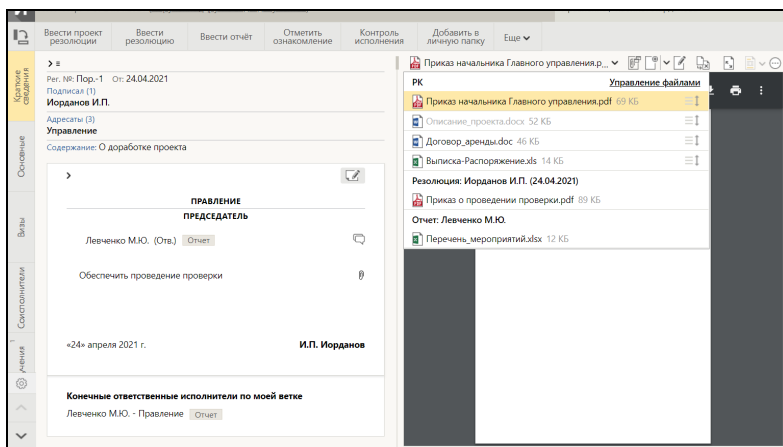 Ввести проект резолюции
Ввести резолюцию
Ввести отчёт
Отметить ознакомление
Контроль исполнения
Добавить в личную папку
Еще
Краткие сведения
Основные
Визы
Соисполнители
Рег. №: Пор.-1 От: 24.04.2021
Подписал (1)
Иорданов И.П.
Адресаты (3)
Управление
Содержание: О доработке проекта
ПРАВЛЕНИЕ
ПРЕДСЕДАТЕЛЬ
Левченко М.Ю. (Отв.) Отчет
Обеспечить проведение проверки
«24» апреля 2021 г. И.П. Иорданов
Конечные ответственные исполнители по моей ветке
Левченко М.Ю. - Правление Отчет
Приказ начальника Главного управления.p...
РК Управление файлами
Приказ начальника Главного управления.pdf 69 КБ
Описание_проекта.docx 52 КБ
Договор_аренды.doc 46 КБ
Выписка-Распоряжение.xls 14 КБ
Резолюция: Иорданов И.П. (24.04.2021)
Приказ о проведении проверки.pdf 89 КБ
Отчет: Левченко М.Ю.
Перечень_мероприятий.xlsx 12 КБ